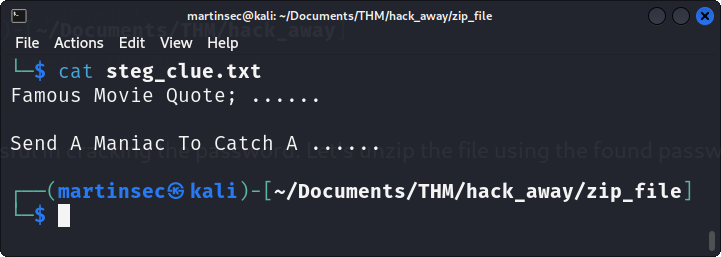 martinsec@kali: ~/Documents/THM/hack_away/zip_file
File Actions Edit View Help
└─$ cat steg_clue.txt
Famous Movie Quote; ......
Send A Maniac To Catch A ......
┌──(martinsec㉿kali)-[~/Documents/THM/hack_away/zip_file]
└─$